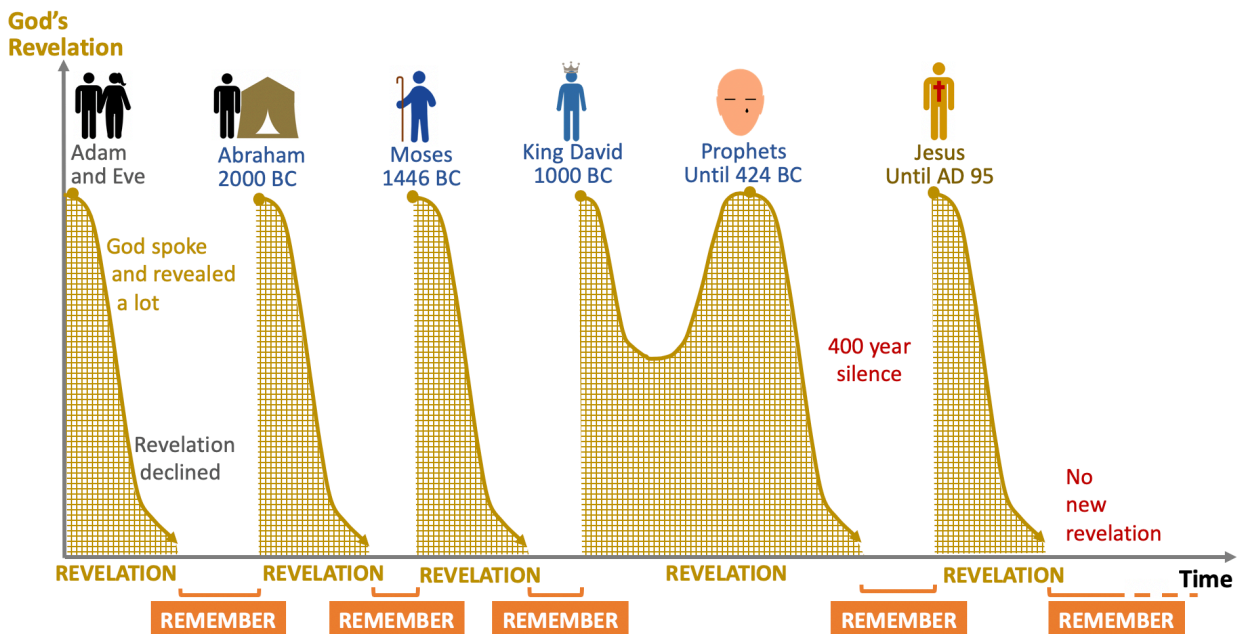 God's
Revelation
Adam
and Eve
Abraham
2000 BC
Moses
1446 BC
King David
1000 BC
Prophets
Until 424 BC
Jesus
Until AD 95
God spoke
and revealed
a lot
Revelation
declined
400 year
silence
No
new
revelation
REVELATION
REVELATION
REVELATION
REVELATION
REVELATION
Time
REMEMBER
REMEMBER
REMEMBER
REMEMBER
REMEMBER